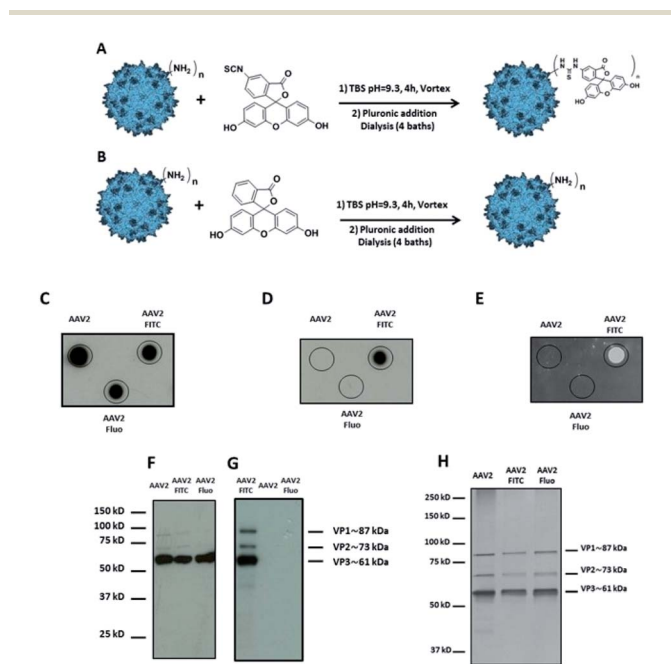 A
(NH2)n
+
SCN
O
O
HO
O
OH
1) TBS pH=9.3, 4h, Vortex
2) Pluronic addition
Dialysis (4 baths)
H
N
H
N
S
O
O
HO
O
OH
n
B
(NH2)n
+
O
O
HO
O
OH
1) TBS pH=9.3, 4h, Vortex
2) Pluronic addition
Dialysis (4 baths)
(NH2)n
C
AAV2
AAV2
FITC
AAV2
Fluo
D
AAV2
AAV2
FITC
AAV2
Fluo
E
AAV2
AAV2
FITC
AAV2
Fluo
F
AAV2
AAV2
FITC
AAV2
Fluo
150 kD
100 kD
75 kD
50 kD
37 kD
25 kD
G
AAV2
FITC
AAV2
AAV2
Fluo
VP1~87 kDa
VP2~73 kDa
VP3~61 kDa
H
AAV2
AAV2
FITC
AAV2
Fluo
250 kD
150 kD
100 kD
75 kD
50 kD
37 kD
VP1~87 kDa
VP2~73 kDa
VP3~61 kDa